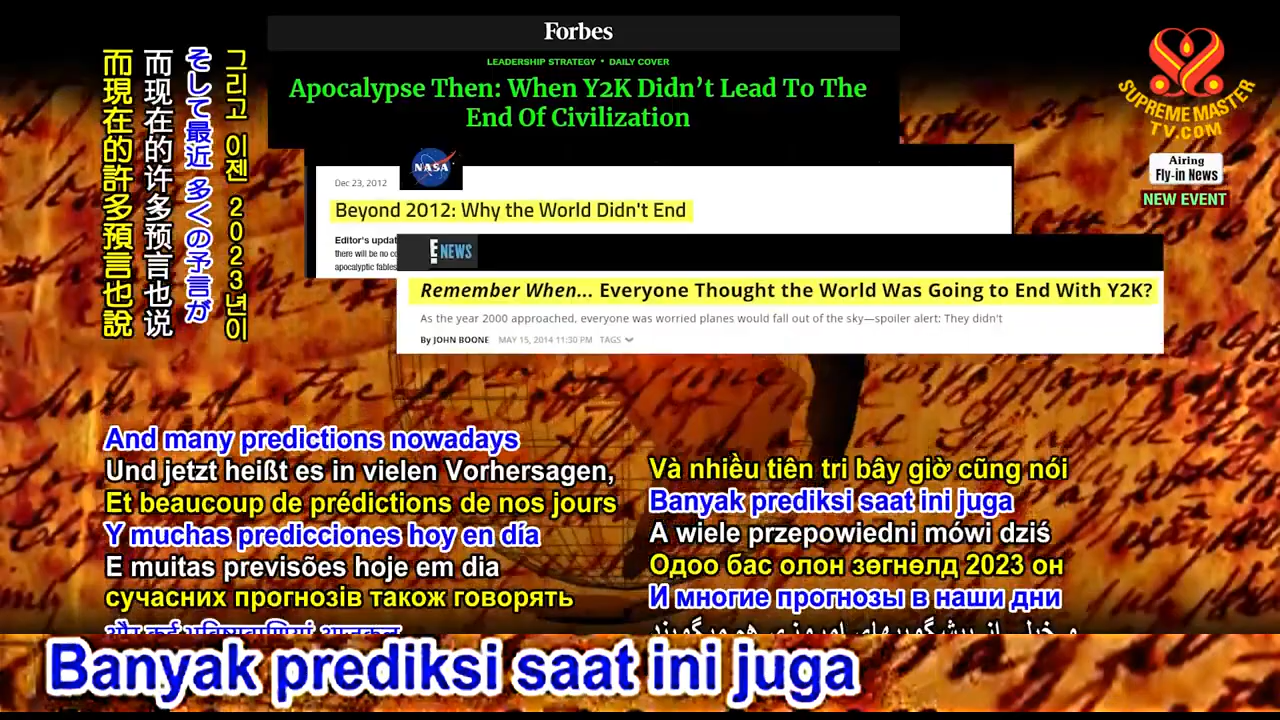 Forbes
LEADERSHIP STRATEGY • DAILY COVER
Apocalypse Then: When Y2K Didn't Lead To The
End Of Civilization
NASA
Dec 23, 2012
Beyond 2012: Why the World Didn't End
Editor's updat
there will be no co
apocalyptic fables
E! NEWS
Remember When... Everyone Thought the World Was Going to End With Y2K?
As the year 2000 approached, everyone was worried planes would fall out of the sky—spoiler alert: They didn't
By JOHN BOONE MAY 15, 2014 11:30 PM TAGS
SUPREME MASTER
TV.COM
Airing
Fly-in News
NEW EVENT
그리고 이젠 2023년이
そして最近 多くの予言が
而现在的许多预言也说
而現在的許多預言也說
And many predictions nowadays
Und jetzt heißt es in vielen Vorhersagen,
Et beaucoup de prédictions de nos jours
Y muchas predicciones hoy en día
E muitas previsões hoje em dia
сучасних прогнозів також говорять
Và nhiều tiên tri bây giờ cũng nói
Banyak prediksi saat ini juga
A wiele przepowiedni mówi dziś
Одоо бас олон зөгнөлд 2023 он
И многие прогнозы в наши дни
Banyak prediksi saat ini juga